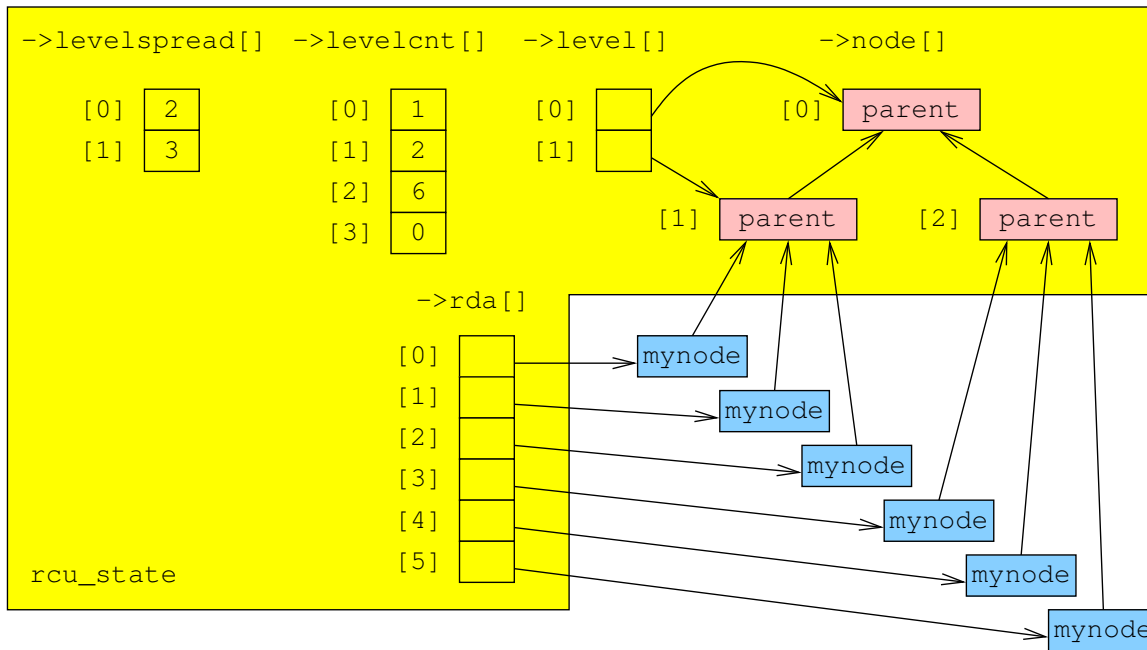 ->levelspread[] ->levelcnt[] ->level[] ->node[]
[0] 2 [0] 1 [0] [0] parent
[1] 3 [1] 2 [1]
[2] 6 [1] parent [2] parent
[3] 0
->rda[]
[0] mynode
[1] mynode
[2] mynode
[3] mynode
[4] mynode
[5] mynode
rcu_state